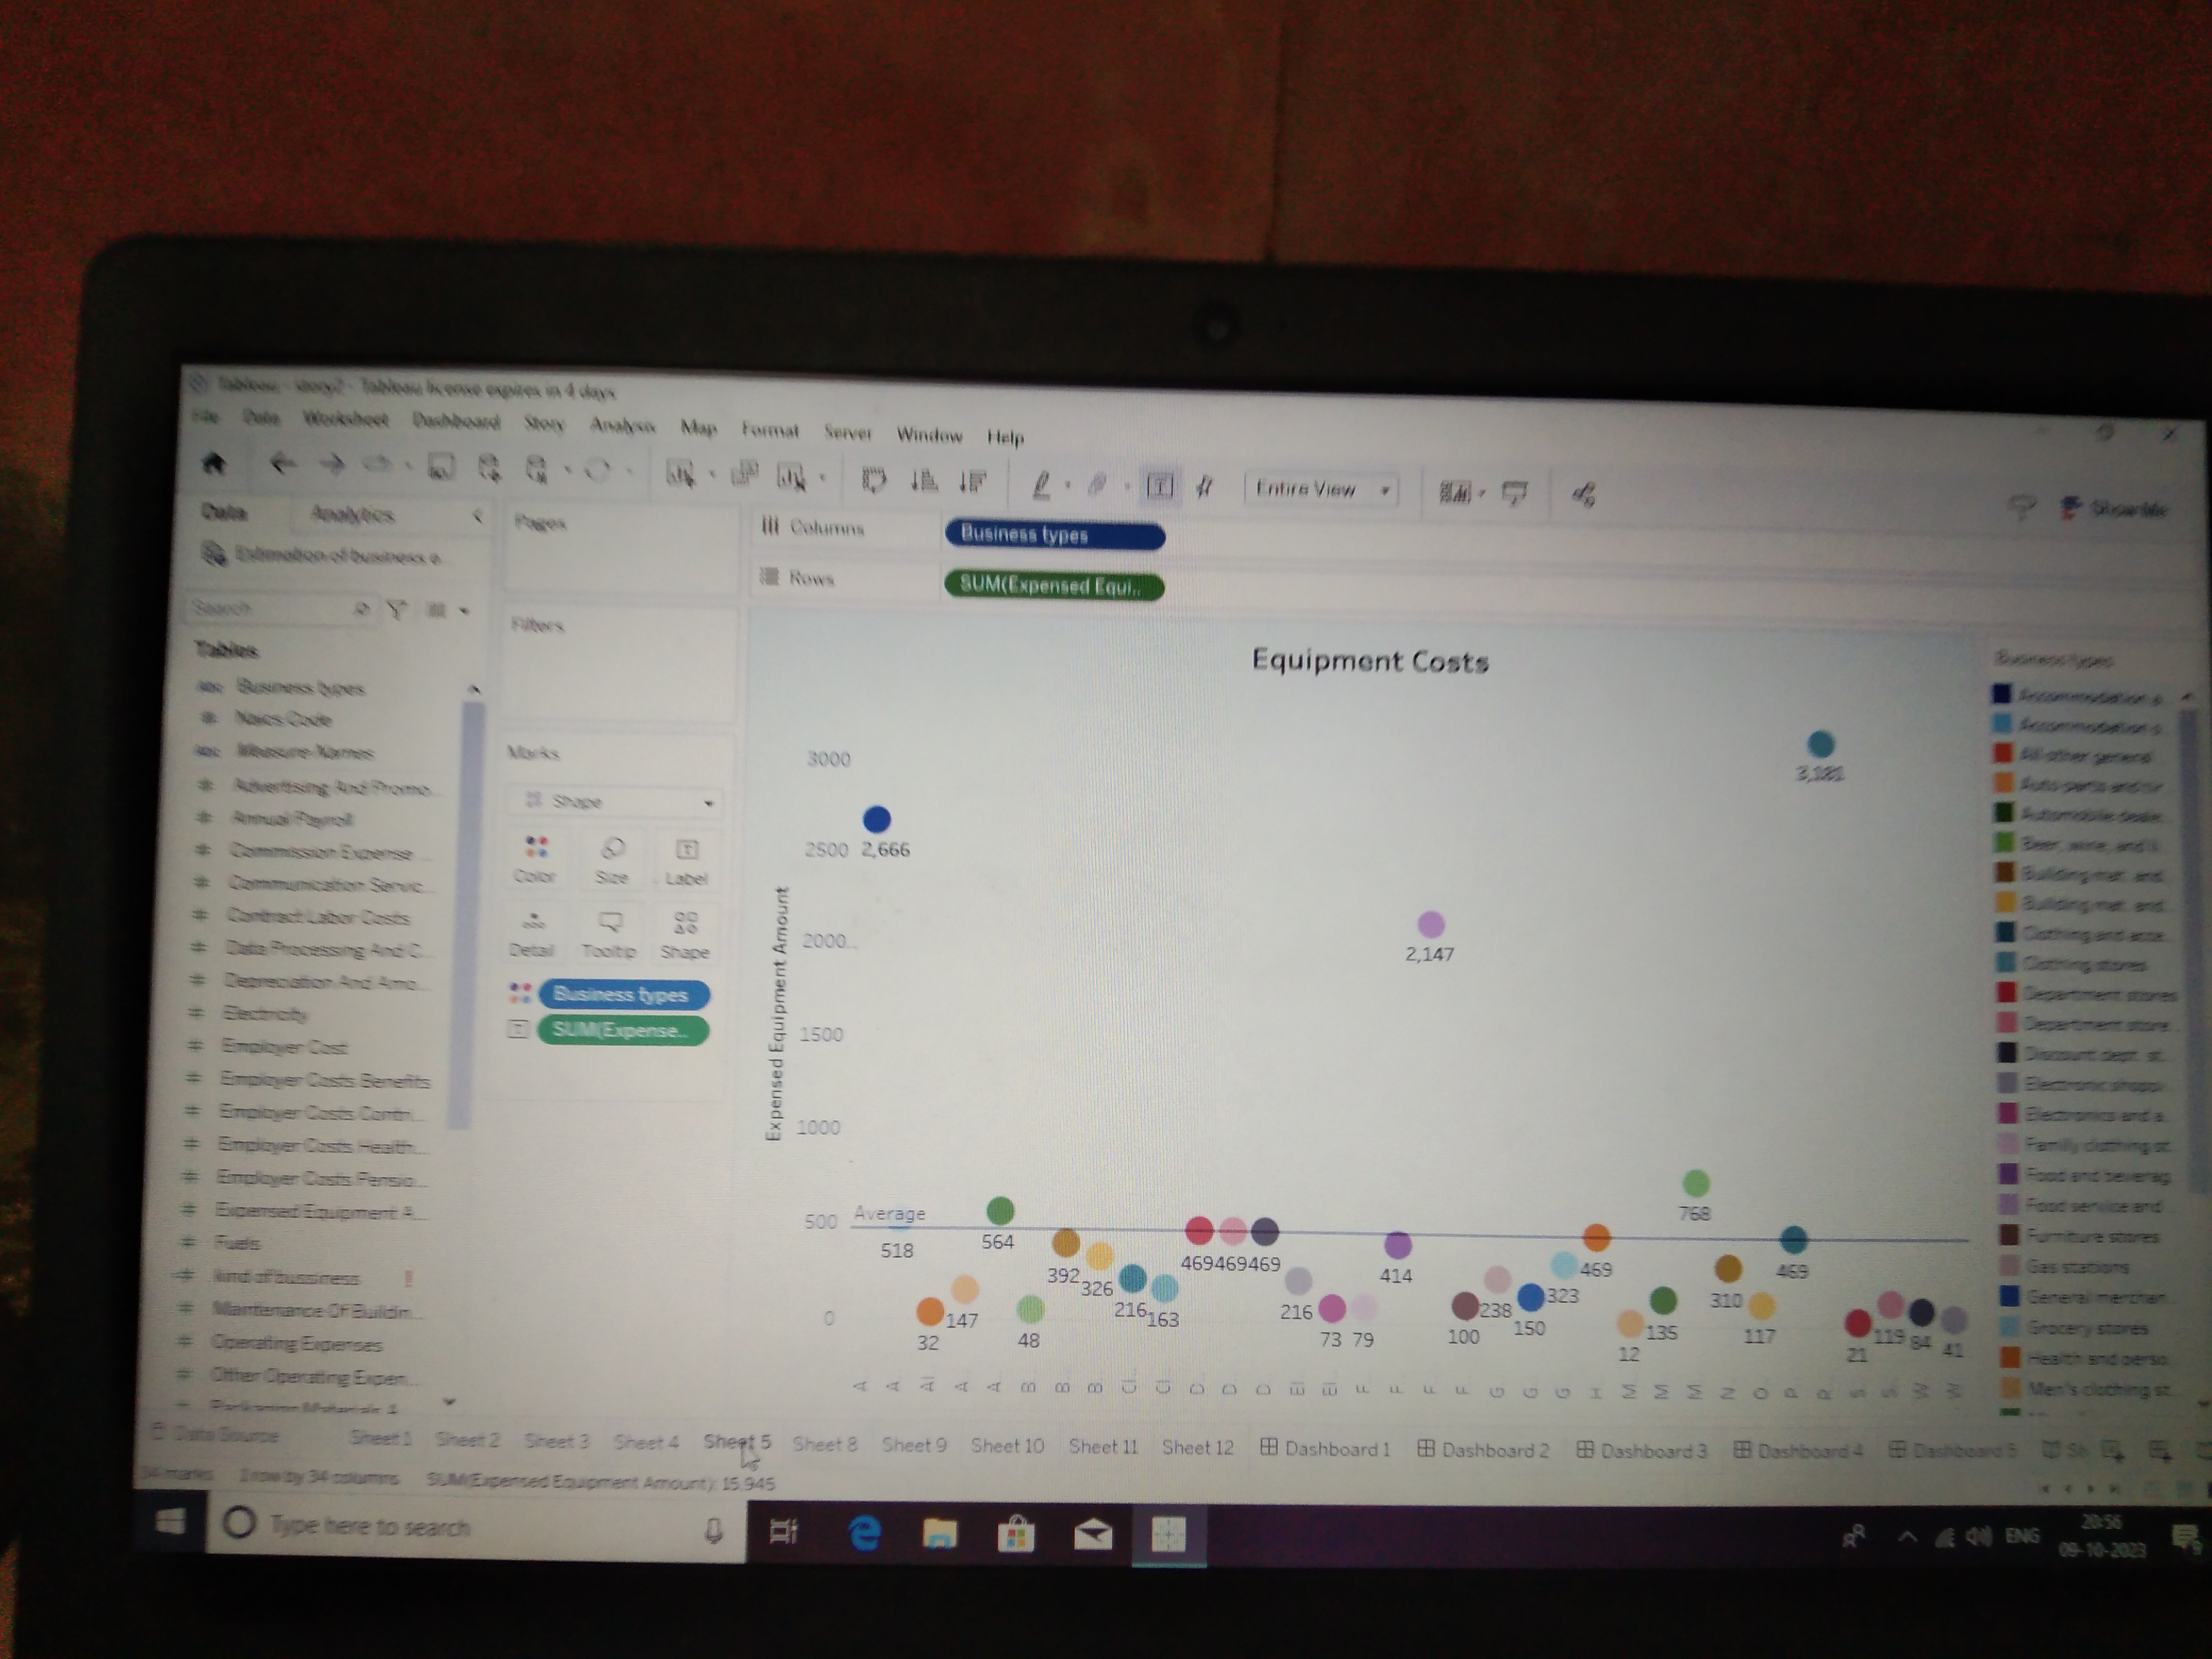 Tableau - story2 - Tableau license expires in 4 days
File Data Worksheet Dashboard Story Analysis Map Format Server Window Help
Entire View
Show Me
Data Analytics
Pages
Columns Business types
Rows SUM(Expensed Equi..
Estimation of business e..
Search
Filters
Tables
Business types
Naics Code
Measure Names
Advertising And Promo...
Annual Payroll
Commission Expense ...
Communication Servic...
Contract Labor Costs
Data Processing And C...
Depreciation And Amo...
Electricity
Employer Cost
Employer Costs Benefits
Employer Costs Contri...
Employer Costs Health...
Employer Costs Pensio...
Expensed Equipment A...
Fuels
kind of bussiness !
Maintenance Of Buildin...
Operating Expenses
Other Operating Expen...
Marks
Shape
Color Size Label
Detail Tooltip Shape
Business types
SUM(Expense..
Equipment Costs
Expensed Equipment Amount
3000
2500
2000
1500
1000
500
0
Average
2,666
518
32
147
564
48
392
326
216
163
469
469
469
216
73
79
414
2,147
100
238
150
323
469
12
135
768
310
117
469
3,181
21
119
84
41
A A Al A A B B B Cl Cl D D D El El F F F F G G G H M M M N O P R S S W W
Business types
Accommodation a..
Accommodation a..
All other general ..
Auto parts and tir..
Automobile deale..
Beer, wine, and li..
Building mat. and..
Building mat. and..
Clothing and acce..
Clothing stores
Department stores
Department store..
Discount dept. st..
Electronic shoppi..
Electronics and a..
Family clothing st..
Food and beverag..
Food service and ..
Furniture stores
Gas stations
General merchan..
Grocery stores
Health and perso..
Men's clothing st..
Data Source Sheet 1 Sheet 2 Sheet 3 Sheet 4 Sheet 5 Sheet 8 Sheet 9 Sheet 10 Sheet 11 Sheet 12 Dashboard 1 Dashboard 2 Dashboard 3 Dashboard 4 Dashboard 5 Sh
34 marks 1 row by 34 columns SUM(Expensed Equipment Amount): 15,945
Type here to search
ENG
20:56
09-10-2023